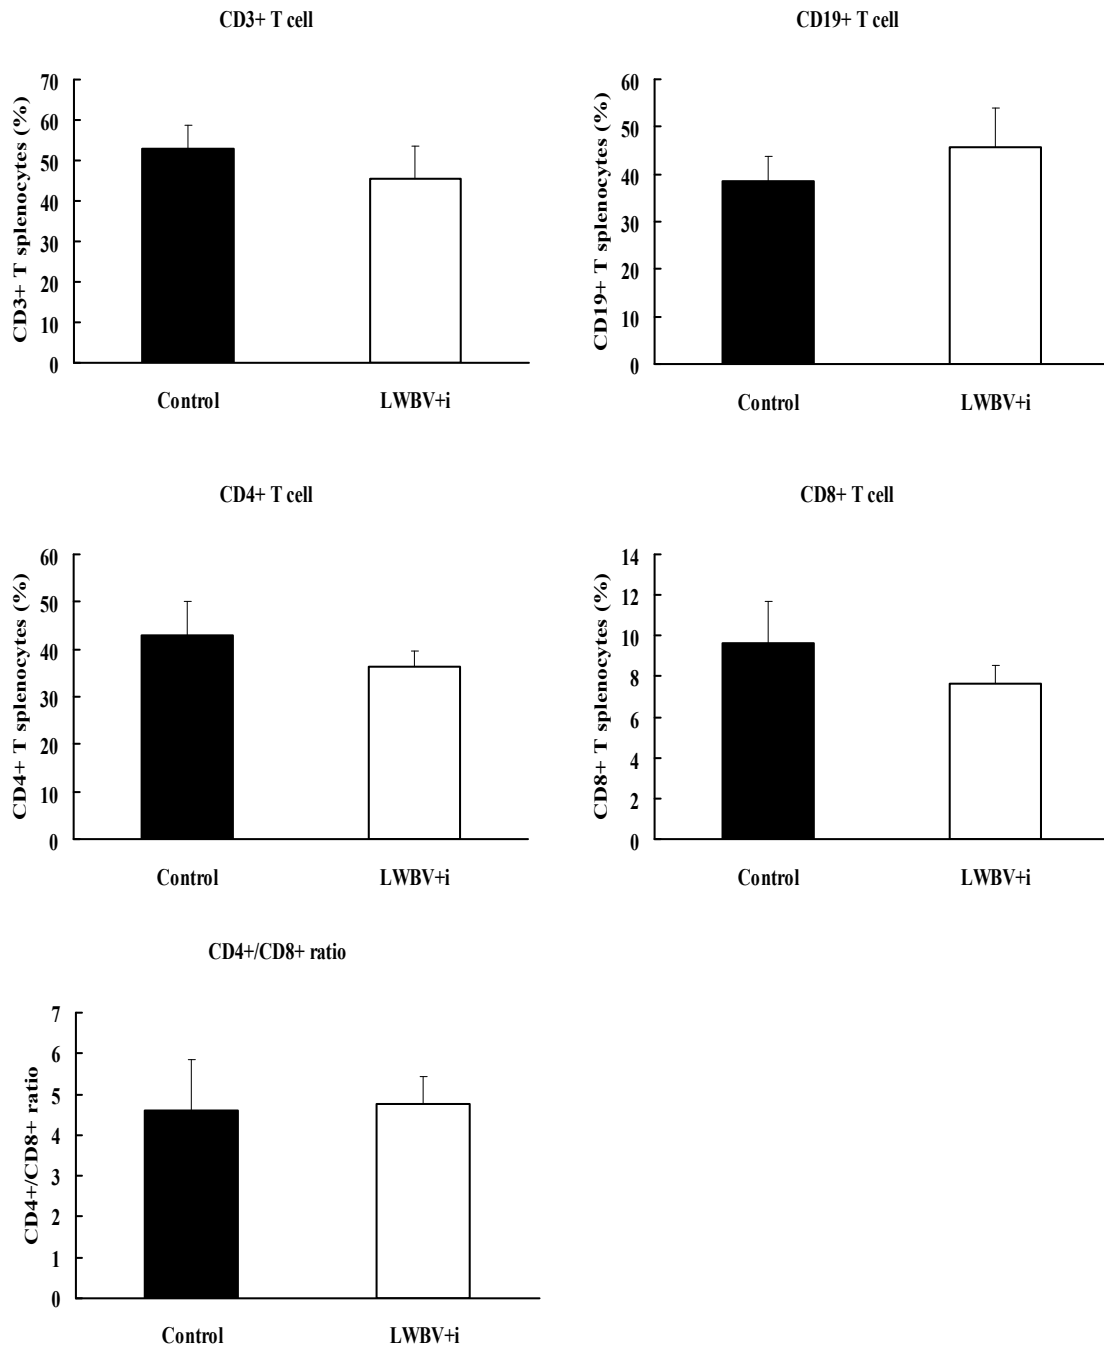 CD3+ T cell
CD3+ T splenocytes (%)
70
60
50
40
30
20
10
0
Control LWBV+i
CD19+ T cell
CD19+ T splenocytes (%)
60
50
40
30
20
10
0
Control LWBV+i
CD4+ T cell
CD4+ T splenocytes (%)
60
50
40
30
20
10
0
Control LWBV+i
CD8+ T cell
CD8+ T splenocytes (%)
14
12
10
8
6
4
2
0
Control LWBV+i
CD4+/CD8+ ratio
CD4+/CD8+ ratio
7
6
5
4
3
2
1
0
Control LWBV+i